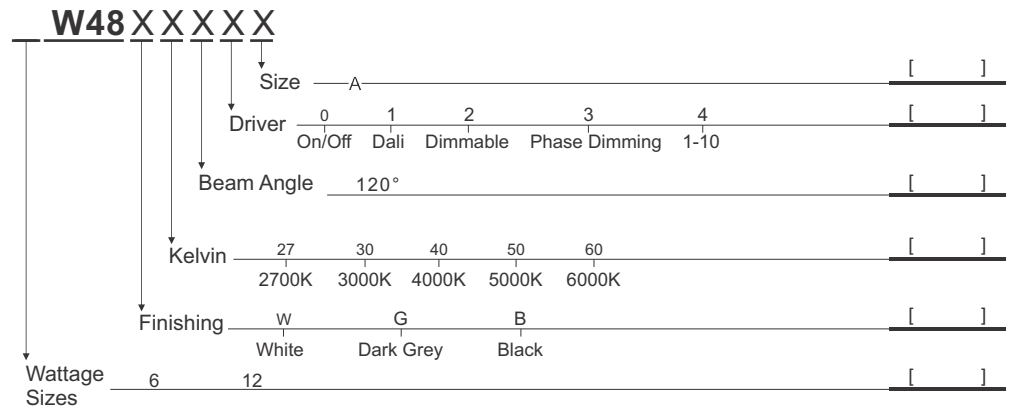 W48 X X X X X
Size A [ ]
0 1 2 3 4
Driver [ ]
On/Off Dali Dimmable Phase Dimming 1-10
Beam Angle 120° [ ]
27 30 40 50 60
Kelvin [ ]
2700K 3000K 4000K 5000K 6000K
W G B
Finishing [ ]
White Dark Grey Black
Wattage 6 12 [ ]
Sizes